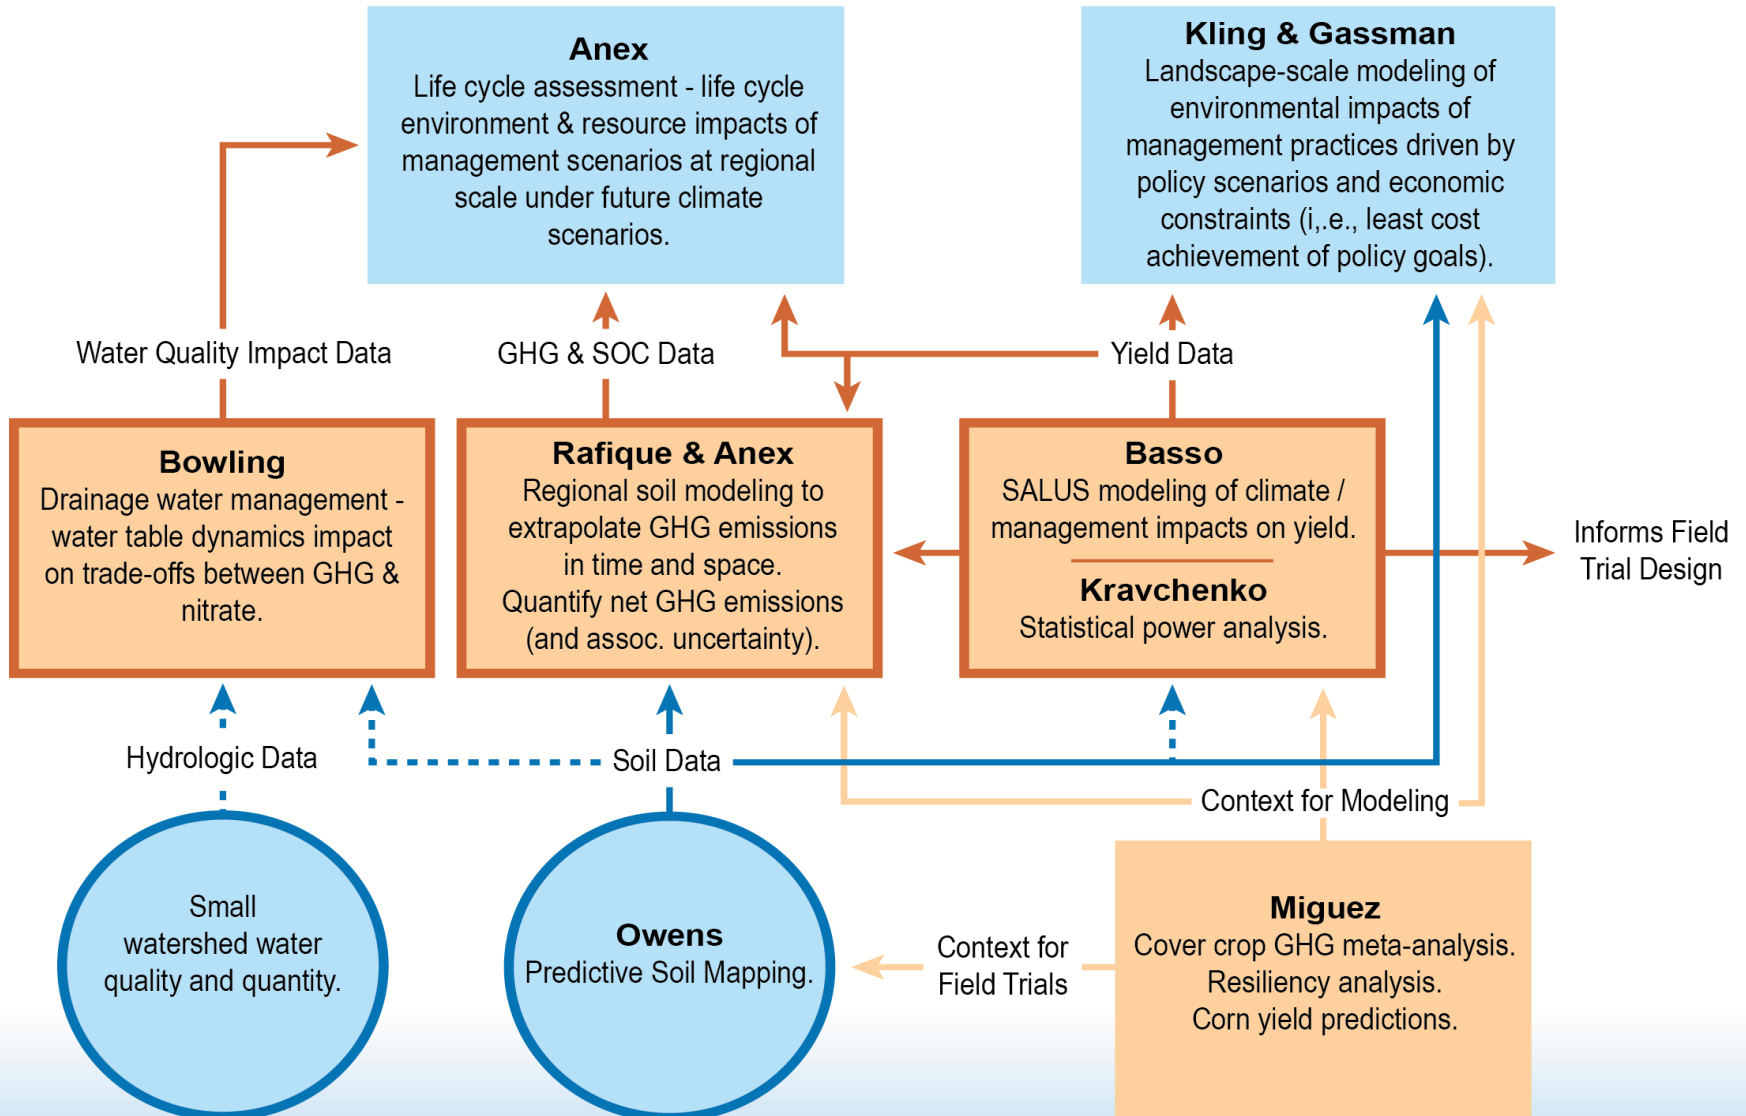 Anex
Life cycle assessment - life cycle
environment & resource impacts of
management scenarios at regional
scale under future climate
scenarios.
Kling & Gassman
Landscape-scale modeling of
environmental impacts of
management practices driven by
policy scenarios and economic
constraints (i,.e., least cost
achievement of policy goals).
Water Quality Impact Data
GHG & SOC Data
Yield Data
Bowling
Drainage water management -
water table dynamics impact
on trade-offs between GHG &
nitrate.
Rafique & Anex
Regional soil modeling to
extrapolate GHG emissions
in time and space.
Quantify net GHG emissions
(and assoc. uncertainty).
Basso
SALUS modeling of climate /
management impacts on yield.
Kravchenko
Statistical power analysis.
Informs Field
Trial Design
Hydrologic Data
Soil Data
Context for Modeling
Small
watershed water
quality and quantity.
Owens
Predictive Soil Mapping.
Context for
Field Trials
Miguez
Cover crop GHG meta-analysis.
Resiliency analysis.
Corn yield predictions.